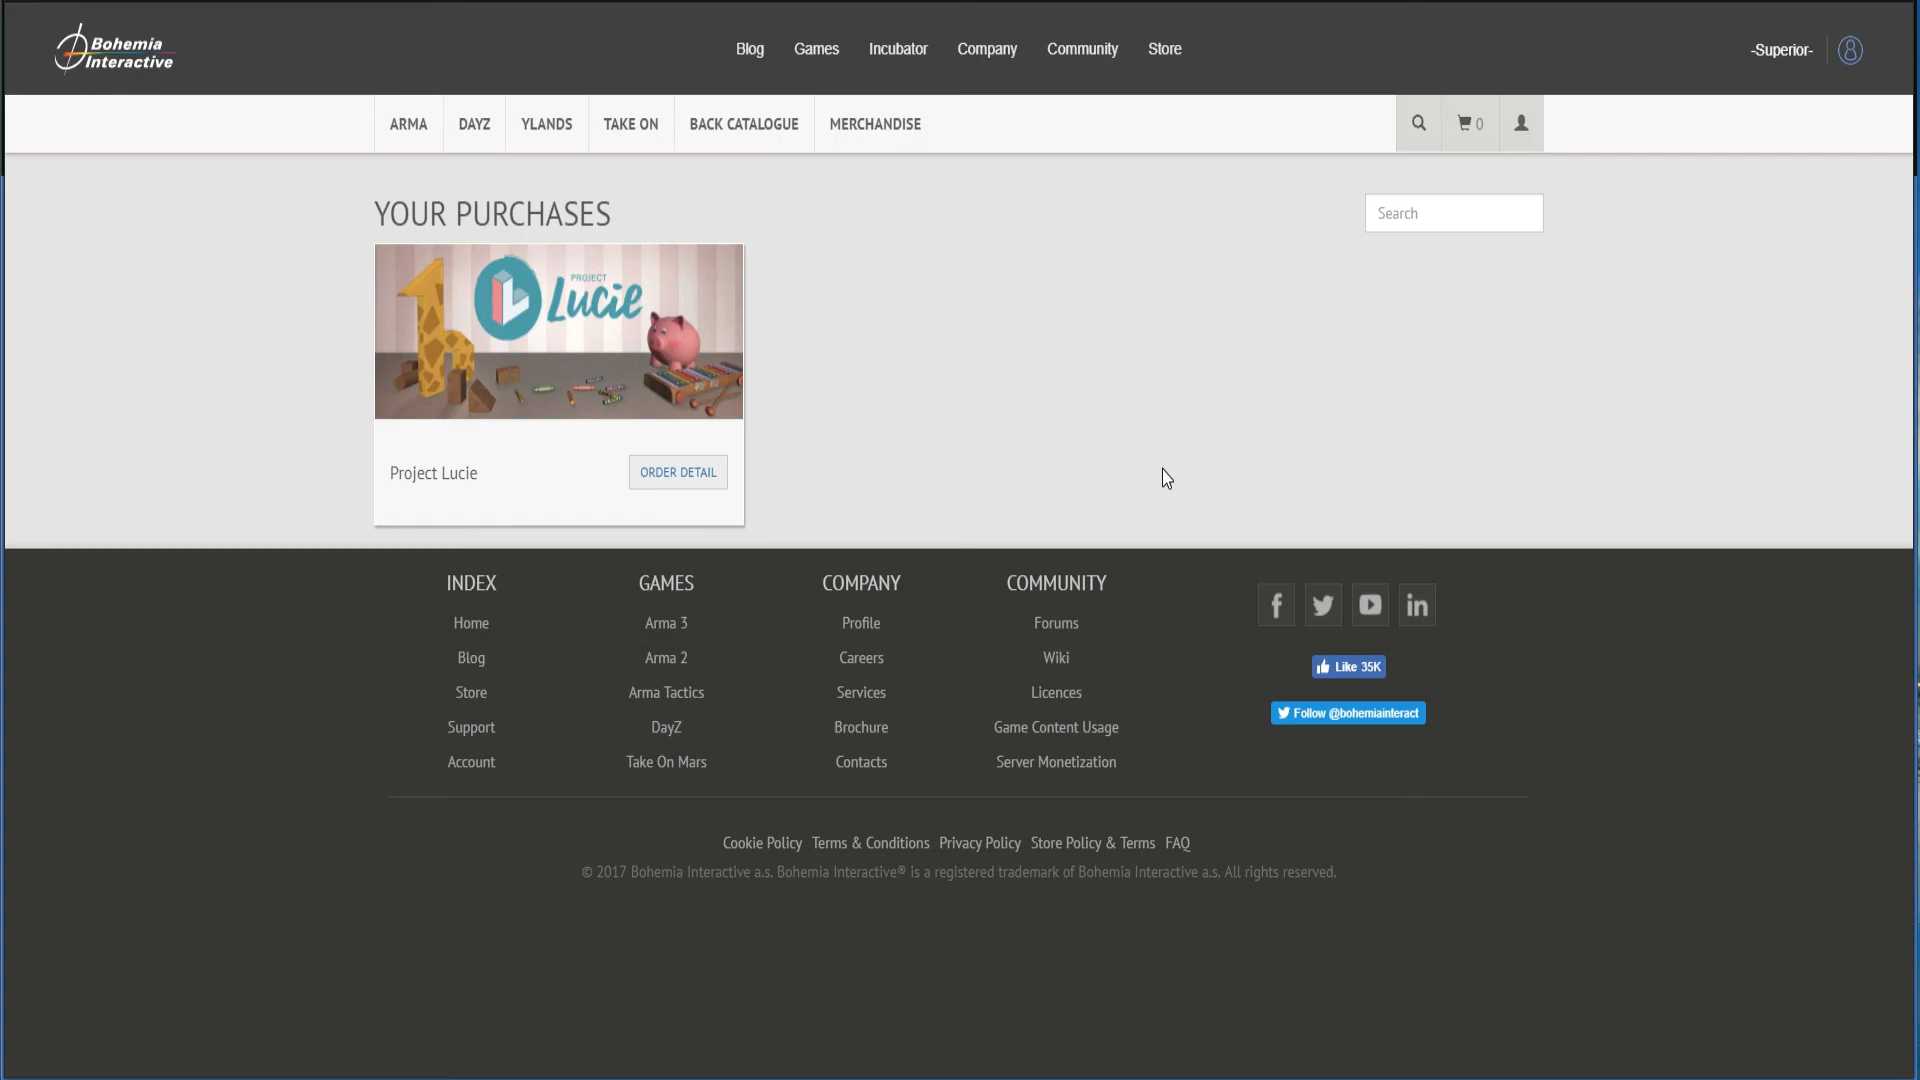 Bohemia
Interactive
Blog Games Incubator Company Community Store
-Superior-
ARMA DAYZ YLANDS TAKE ON BACK CATALOGUE MERCHANDISE
0
YOUR PURCHASES
Search
PROJECT
Lucie
Project Lucie
ORDER DETAIL
INDEX
Home
Blog
Store
Support
Account
GAMES
Arma 3
Arma 2
Arma Tactics
DayZ
Take On Mars
COMPANY
Profile
Careers
Services
Brochure
Contacts
COMMUNITY
Forums
Wiki
Licences
Game Content Usage
Server Monetization
Like 35K
Follow @bohemiainteract
Cookie Policy Terms & Conditions Privacy Policy Store Policy & Terms FAQ
© 2017 Bohemia Interactive a.s. Bohemia Interactive® is a registered trademark of Bohemia Interactive a.s. All rights reserved.